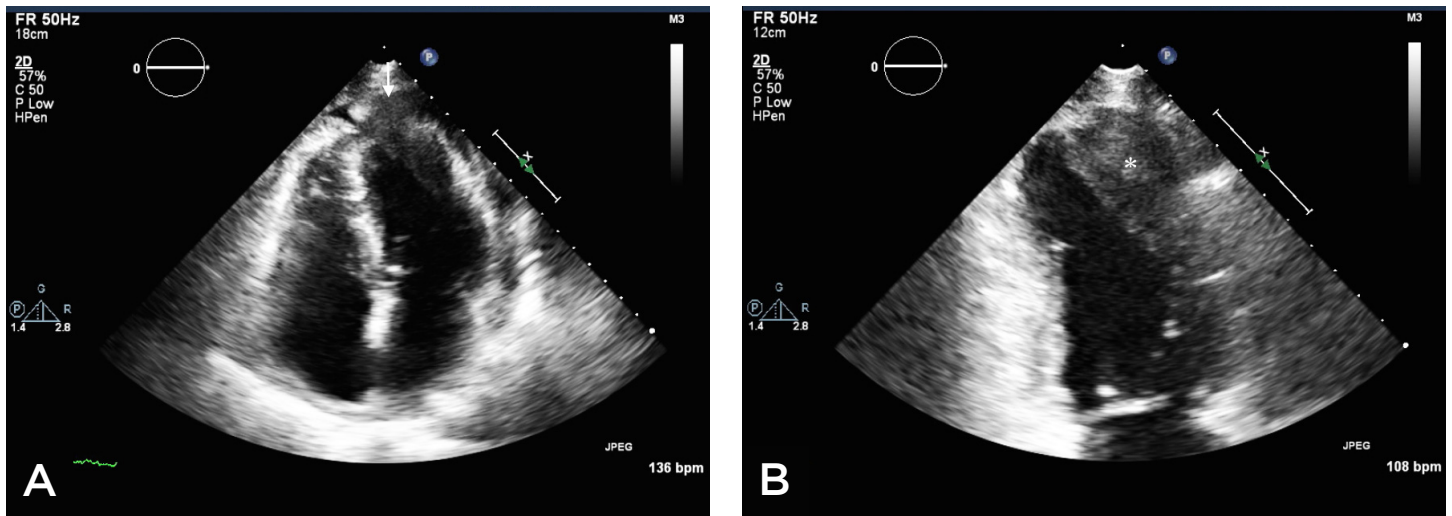 FR 50Hz
18cm
2D
57%
C 50
P Low
HPen
M3
P
0
X
G
P R
1.4 2.8
JPEG
136 bpm
A
FR 50Hz
12cm
2D
57%
C 50
P Low
HPen
M3
P
0
X
*
G
P R
1.4 2.8
JPEG
108 bpm
B